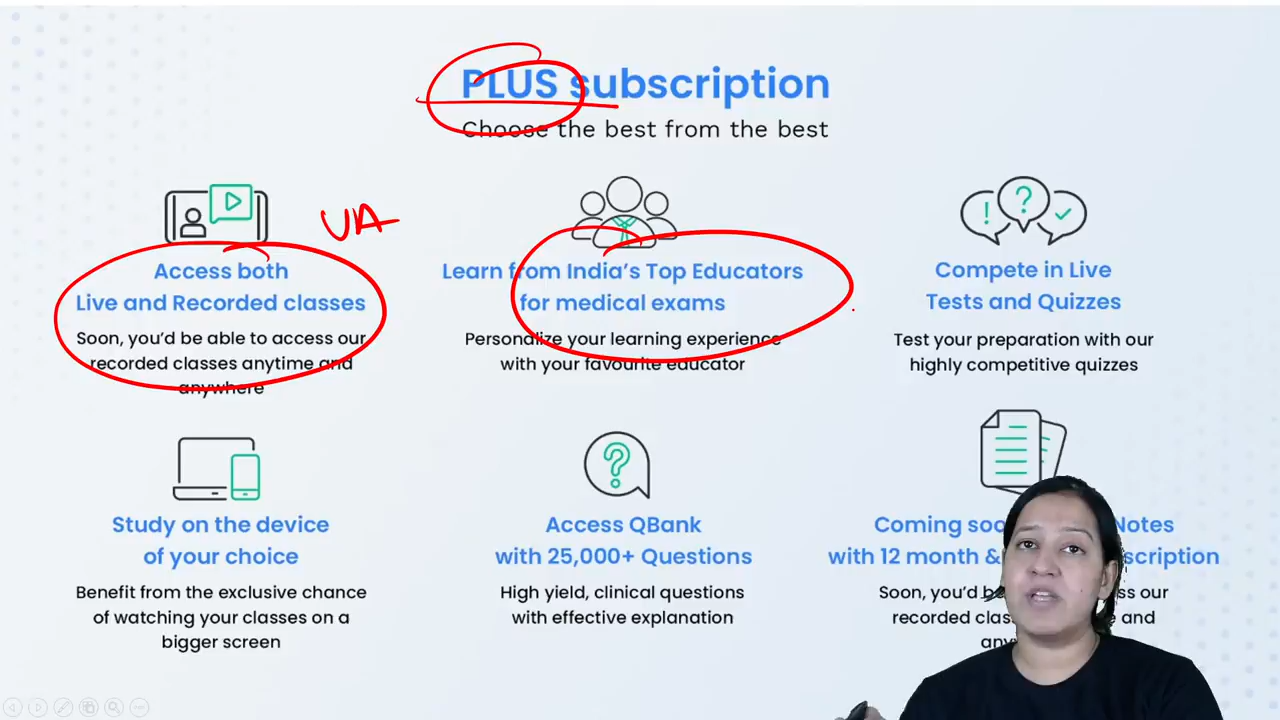 PLUS subscription
Choose the best from the best
UA
Access both
Live and Recorded classes
Soon, you'd be able to access our
recorded classes anytime and
anywhere
Learn from India's Top Educators
for medical exams
Personalize your learning experience
with your favourite educator
Compete in Live
Tests and Quizzes
Test your preparation with our
highly competitive quizzes
Study on the device
of your choice
Benefit from the exclusive chance
of watching your classes on a
bigger screen
Access QBank
with 25,000+ Questions
High yield, clinical questions
with effective explanation
Coming Notes
with 12 month &
Soon, you'd our
recorded and